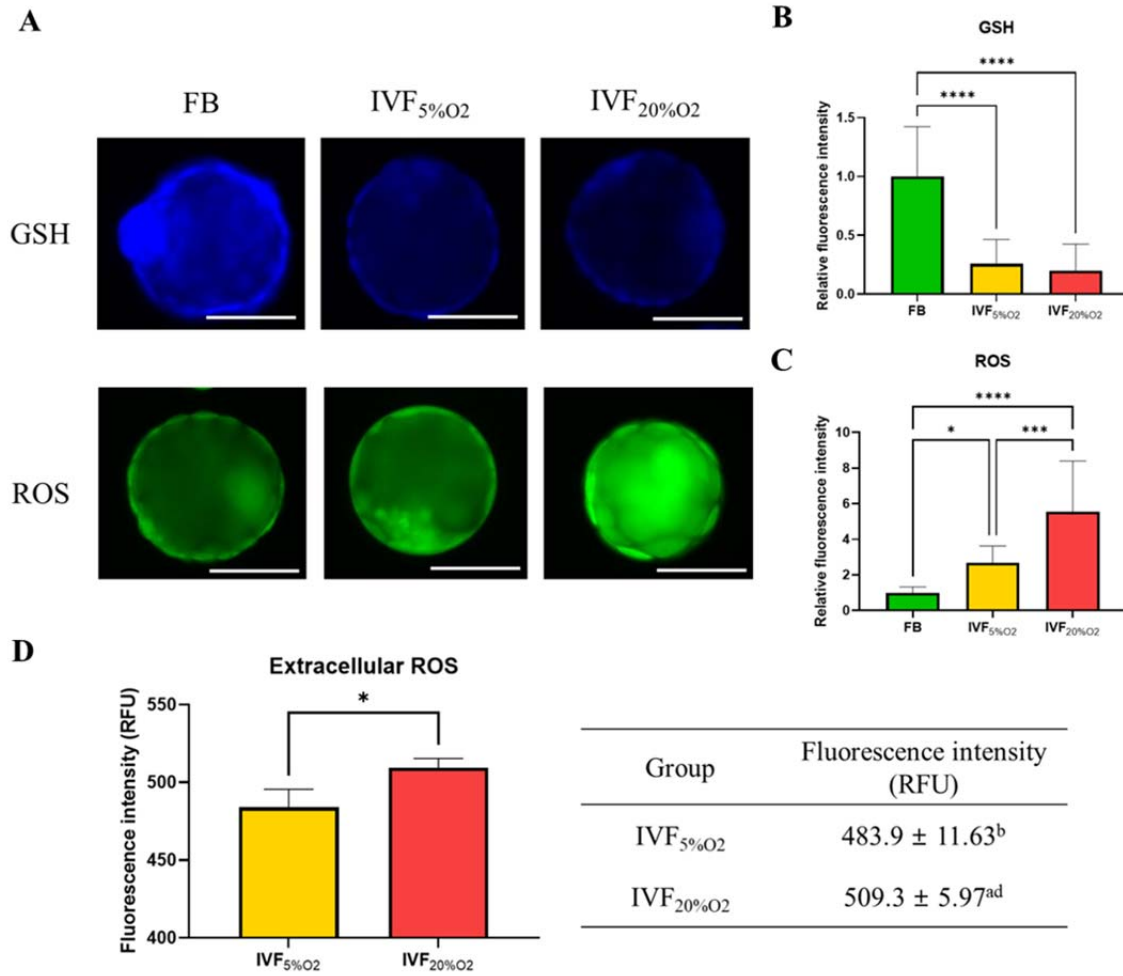 A
FB
IVF5%O2
IVF20%O2
GSH
ROS
B
GSH
****
****
Relative fluorescence intensity
1.5
1.0
0.5
0.0
FB
IVF5%O2
IVF20%O2
C
ROS
****
*
***
Relative fluorescence intensity
10
8
6
4
2
0
FB
IVF5%O2
IVF20%O2
D
Extracellular ROS
*
Fluorescence intensity (RFU)
550
500
450
400
IVF5%O2
IVF20%O2
Group
Fluorescence intensity
(RFU)
IVF5%O2
483.9 ± 11.63b
IVF20%O2
509.3 ± 5.97ad